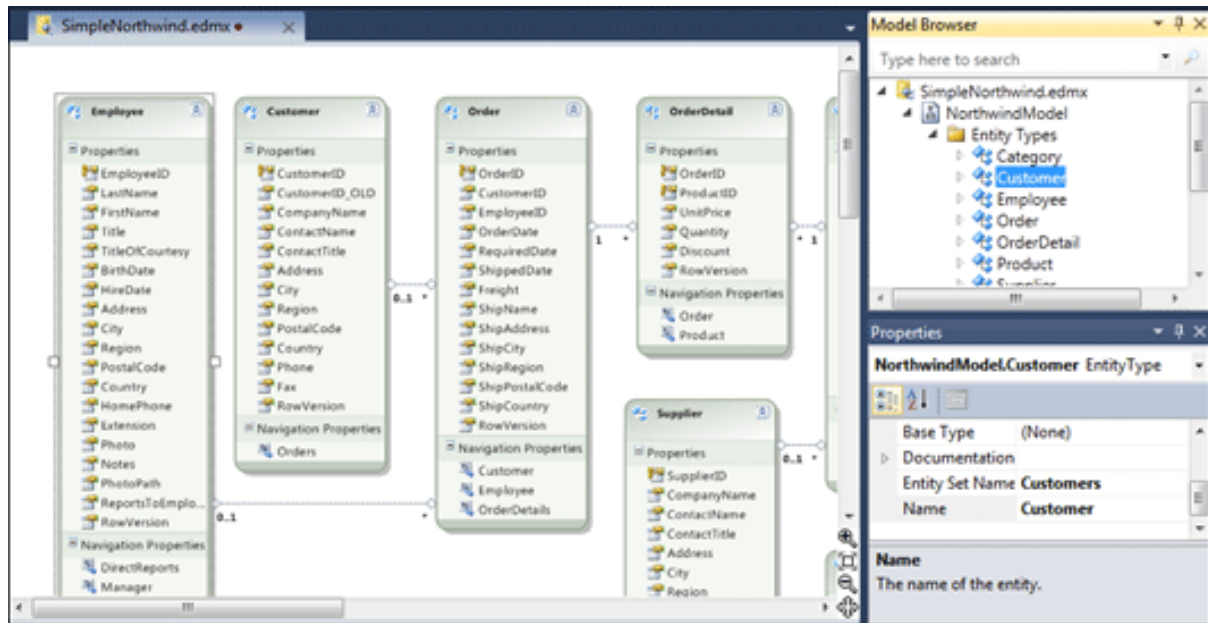 SimpleNorthwind.edmx
Employee
Properties
EmployeeID
LastName
FirstName
Title
TitleOfCourtesy
BirthDate
HireDate
Address
City
Region
PostalCode
Country
HomePhone
Extension
Photo
Notes
PhotoPath
ReportsToEmplo...
RowVersion
Navigation Properties
DirectReports
Manager
Customer
Properties
CustomerID
CustomerID_OLD
CompanyName
ContactName
ContactTitle
Address
City
Region
PostalCode
Country
Phone
Fax
RowVersion
Navigation Properties
Orders
0..1 *
0..1 *
Order
Properties
OrderID
CustomerID
EmployeeID
OrderDate
RequiredDate
ShippedDate
Freight
ShipName
ShipAddress
ShipCity
ShipRegion
ShipPostalCode
ShipCountry
RowVersion
Navigation Properties
Customer
Employee
OrderDetails
1 *
OrderDetail
Properties
OrderID
ProductID
UnitPrice
Quantity
Discount
RowVersion
Navigation Properties
Order
Product
* 1
Supplier
Properties
SupplierID
CompanyName
ContactName
ContactTitle
Address
City
Region
0..1 *
Model Browser
Type here to search
SimpleNorthwind.edmx
NorthwindModel
Entity Types
Category
Customer
Employee
Order
OrderDetail
Product
Supplier
Properties
NorthwindModel.Customer EntityType
Base Type (None)
Documentation
Entity Set Name Customers
Name Customer
Name
The name of the entity.